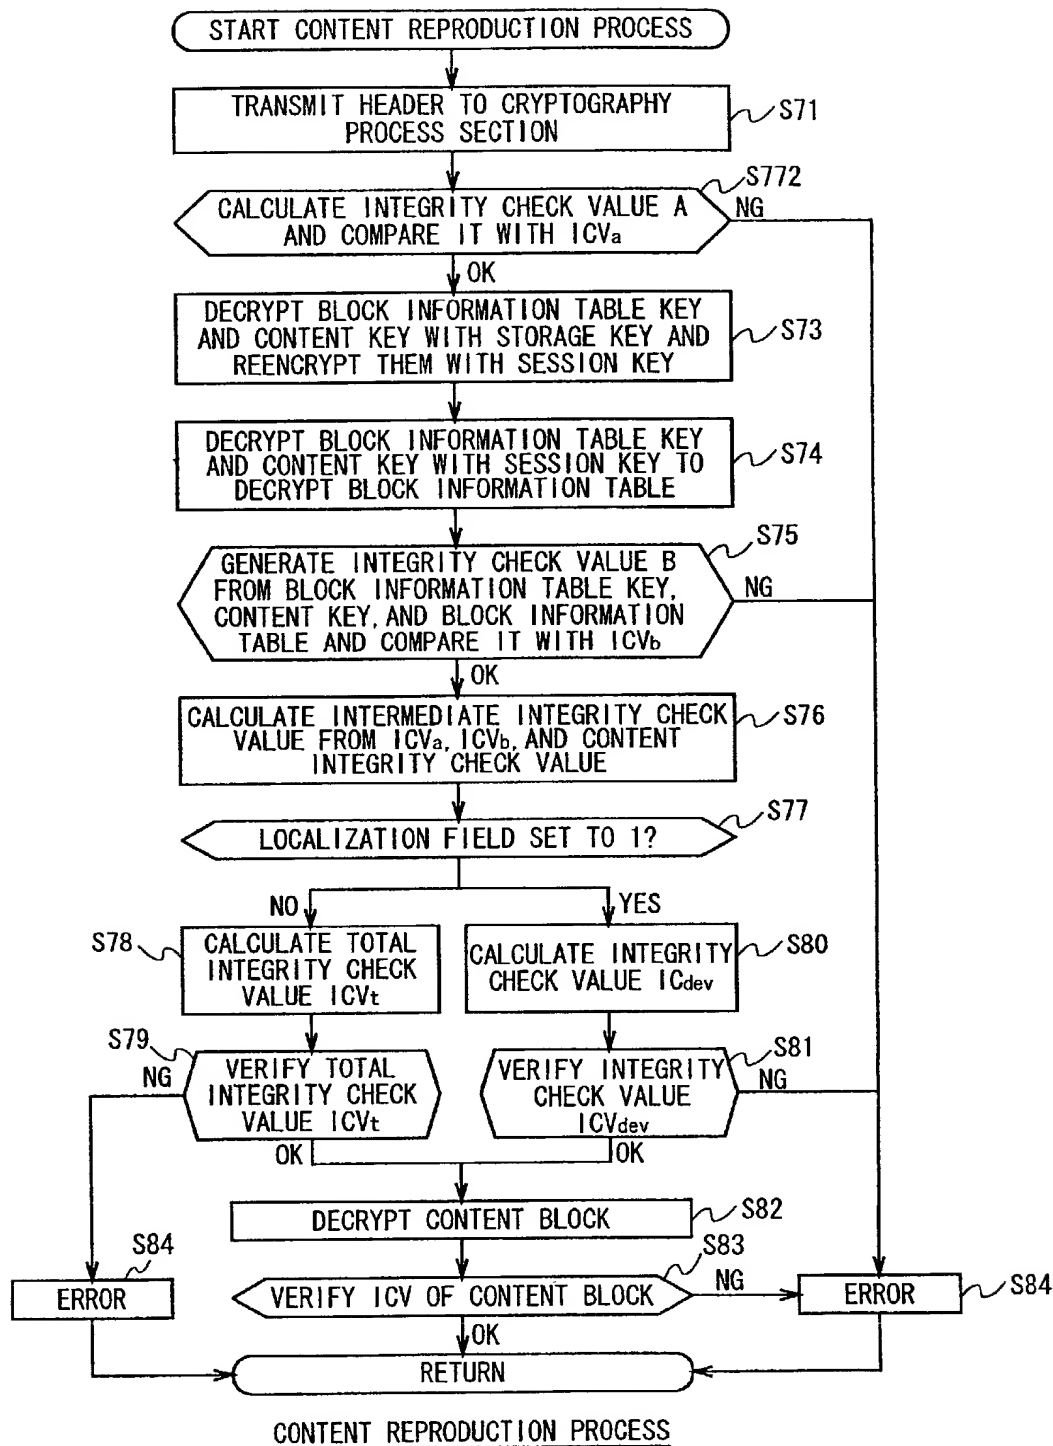 START CONTENT REPRODUCTION PROCESS
TRANSMIT HEADER TO CRYPTOGRAPHY
PROCESS SECTION
S71
S772
CALCULATE INTEGRITY CHECK VALUE A
AND COMPARE IT WITH ICVa
NG
OK
DECRYPT BLOCK INFORMATION TABLE KEY
AND CONTENT KEY WITH STORAGE KEY AND
REENCRYPT THEM WITH SESSION KEY
S73
DECRYPT BLOCK INFORMATION TABLE KEY
AND CONTENT KEY WITH SESSION KEY TO
DECRYPT BLOCK INFORMATION TABLE
S74
S75
GENERATE INTEGRITY CHECK VALUE B
FROM BLOCK INFORMATION TABLE KEY,
CONTENT KEY, AND BLOCK INFORMATION
TABLE AND COMPARE IT WITH ICVb
NG
OK
CALCULATE INTERMEDIATE INTEGRITY CHECK
VALUE FROM ICVa, ICVb, AND CONTENT
INTEGRITY CHECK VALUE
S76
S77
LOCALIZATION FIELD SET TO 1?
NO
YES
S78
CALCULATE TOTAL
INTEGRITY CHECK
VALUE ICVt
CALCULATE INTEGRITY
CHECK VALUE ICdev
S80
S79
NG
VERIFY TOTAL
INTEGRITY CHECK
VALUE ICVt
OK
S81
VERIFY INTEGRITY
CHECK VALUE
ICVdev
NG
OK
DECRYPT CONTENT BLOCK
S82
S83
VERIFY ICV OF CONTENT BLOCK
NG
OK
S84
ERROR
ERROR
S84
RETURN
CONTENT REPRODUCTION PROCESS